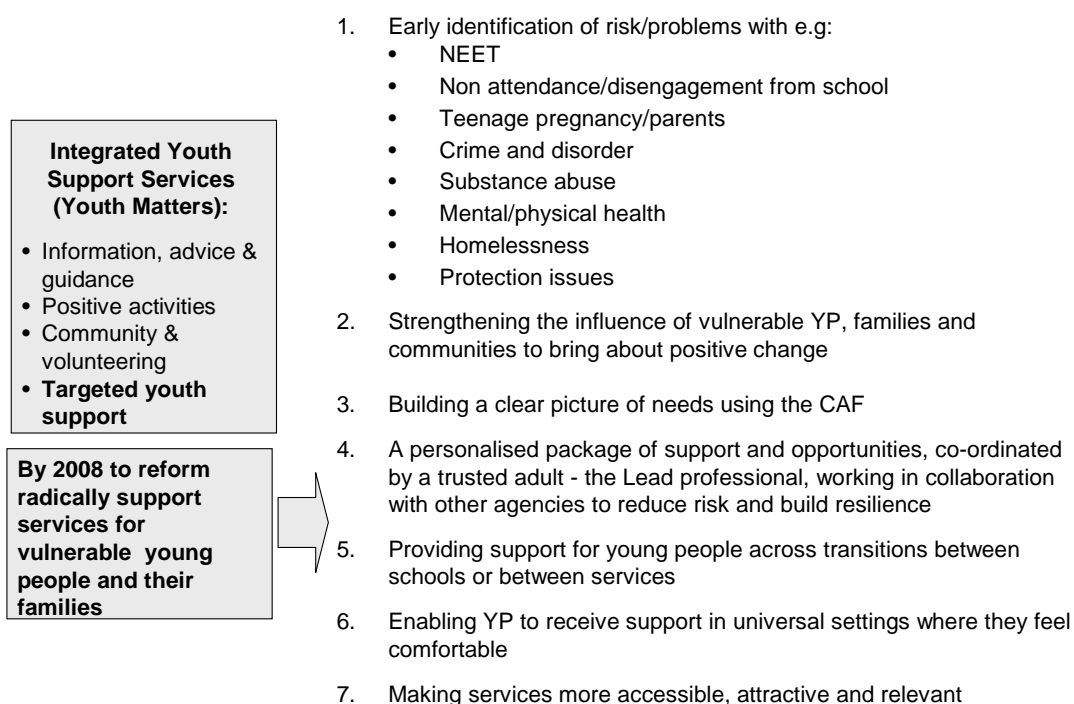 Integrated Youth
Support Services
(Youth Matters):
• Information, advice &
guidance
• Positive activities
• Community &
volunteering
• Targeted youth
support
By 2008 to reform
radically support
services for
vulnerable young
people and their
families
1. Early identification of risk/problems with e.g:
• NEET
• Non attendance/disengagement from school
• Teenage pregnancy/parents
• Crime and disorder
• Substance abuse
• Mental/physical health
• Homelessness
• Protection issues
2. Strengthening the influence of vulnerable YP, families and
communities to bring about positive change
3. Building a clear picture of needs using the CAF
4. A personalised package of support and opportunities, co-ordinated
by a trusted adult - the Lead professional, working in collaboration
with other agencies to reduce risk and build resilience
5. Providing support for young people across transitions between
schools or between services
6. Enabling YP to receive support in universal settings where they feel
comfortable
7. Making services more accessible, attractive and relevant